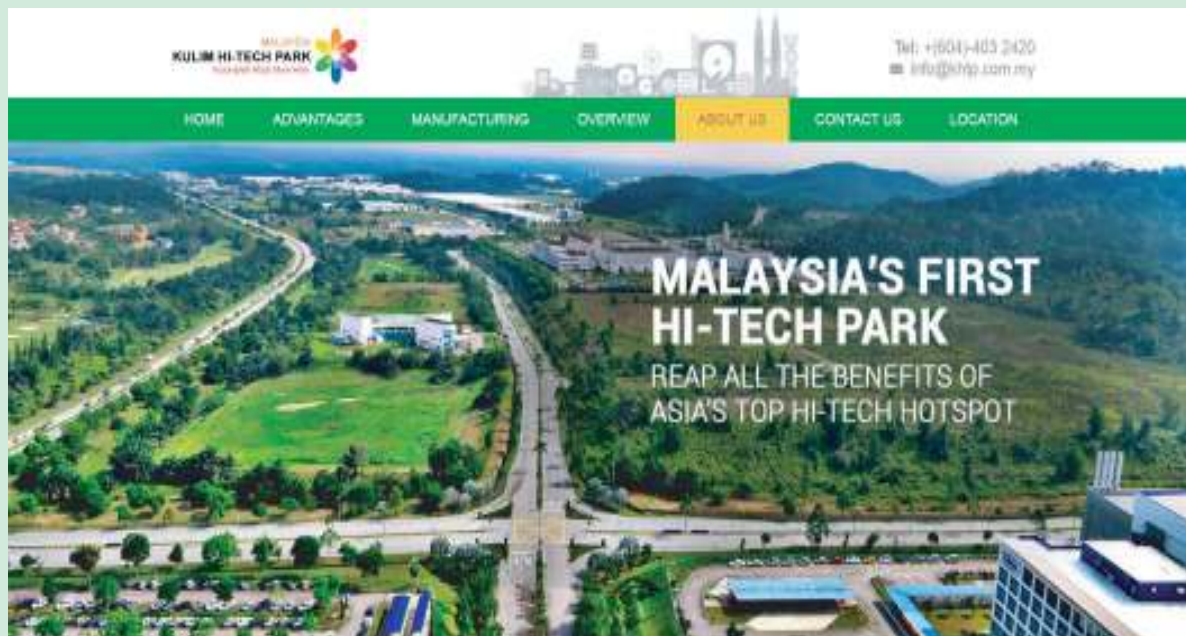 MALAYSIA
KULIM HI-TECH PARK
Tel: +(604)-403 2420
info@khtp.com.my
HOME
ADVANTAGES
MANUFACTURING
OVERVIEW
ABOUT US
CONTACT US
LOCATION
MALAYSIA'S FIRST
HI-TECH PARK
REAP ALL THE BENEFITS OF
ASIA'S TOP HI-TECH HOTSPOT